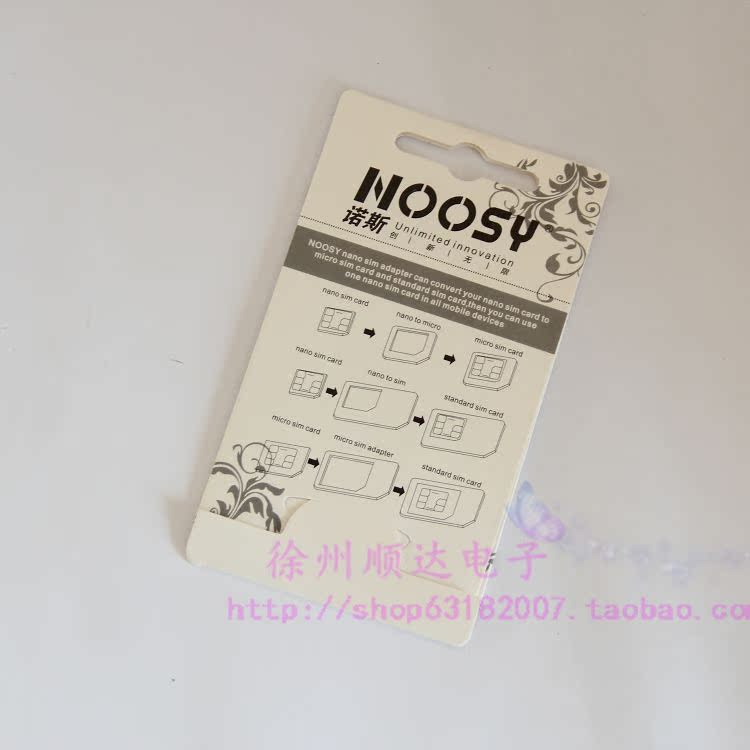 NOOSY®
诺斯 Unlimited innovation
创 | 新 | 无 | 限
NOOSY nano sim adapter can convert your nano sim card to
micro sim card and standard sim card,then you can use
one nano sim card in all mobile devices
nano sim card nano to micro micro sim card
nano sim card nano to sim standard sim card
micro sim card micro sim adapter standard sim card
徐州顺达电子
http://shop63182007.taobao.com